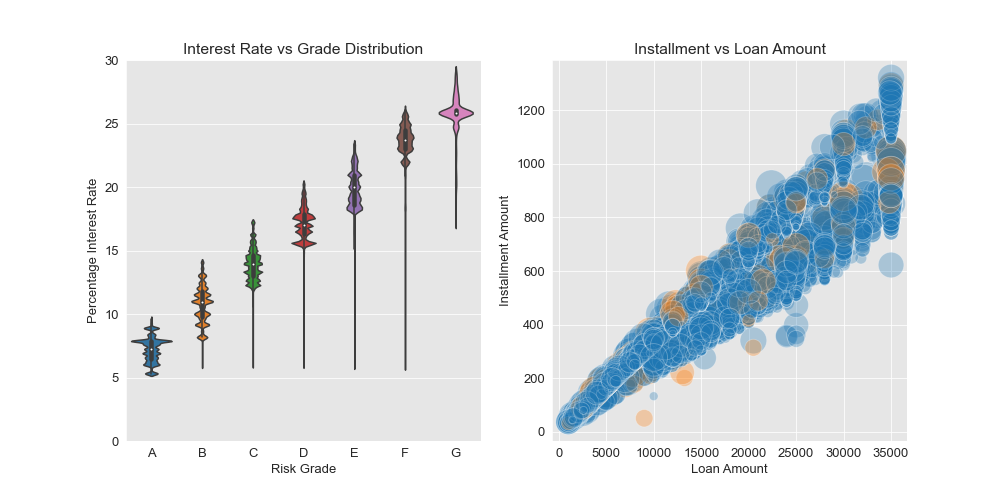 Interest Rate vs Grade Distribution
Percentage Interest Rate
30
25
20
15
10
5
0
A B C D E F G
Risk Grade
Installment vs Loan Amount
Installment Amount
1200
1000
800
600
400
200
0
0 5000 10000 15000 20000 25000 30000 35000
Loan Amount